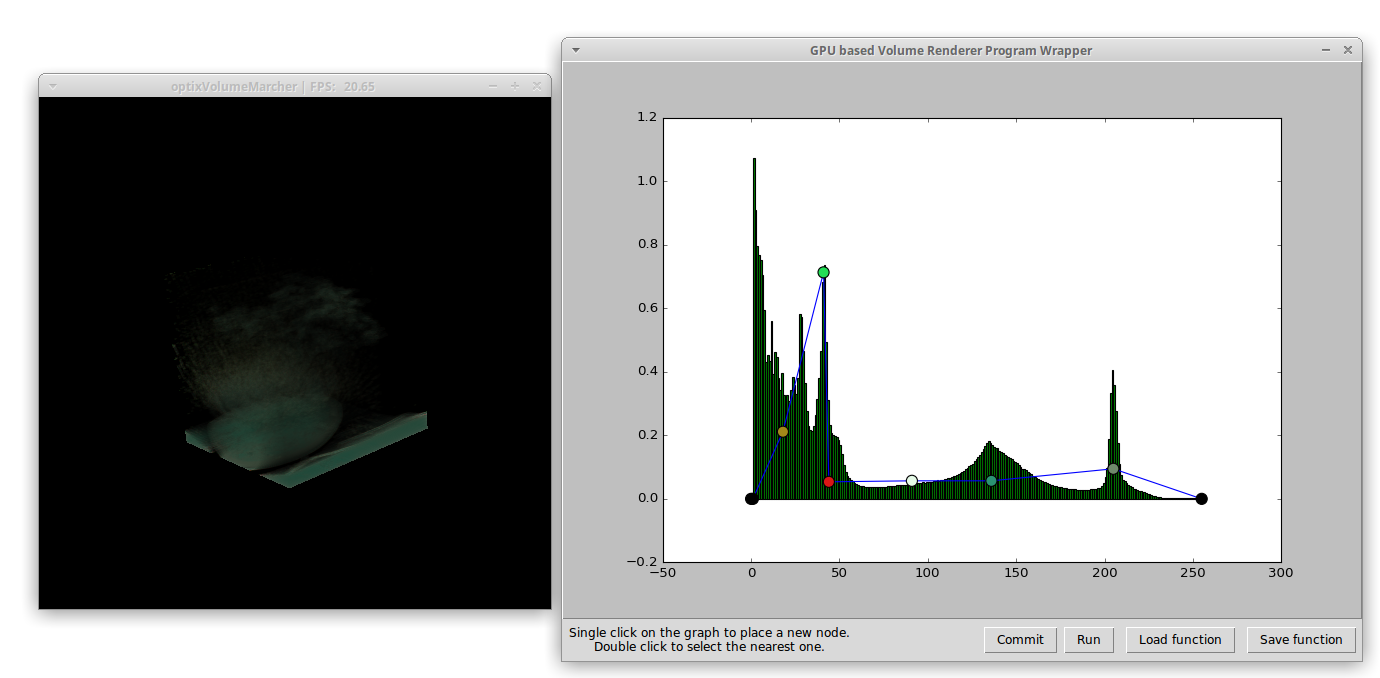 optixVolumeMarcher | FPS: 20.65
GPU based Volume Renderer Program Wrapper
1.2
1.0
0.8
0.6
0.4
0.2
0.0
−0.2
−50 0 50 100 150 200 250 300
Single click on the graph to place a new node.
Double click to select the nearest one.
Commit Run Load function Save function